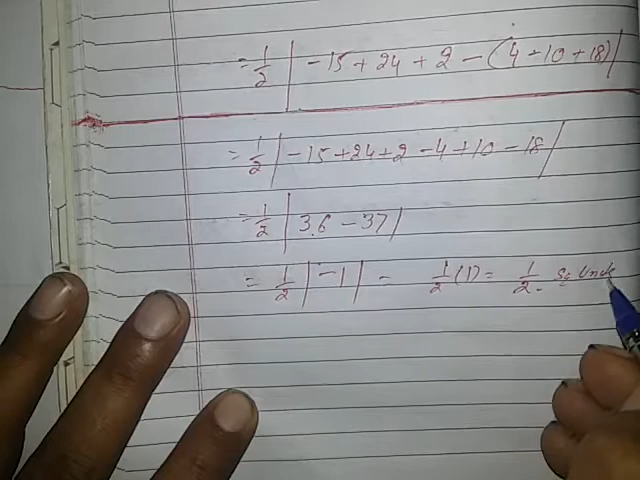 = 1/2 | -15 + 24 + 2 - (4 - 10 + 18) |
= 1/2 | -15 + 24 + 2 - 4 + 10 - 18 |
= 1/2 | 36 - 37 |
= 1/2 | -1 | = 1/2 (1) = 1/2 Sq Units